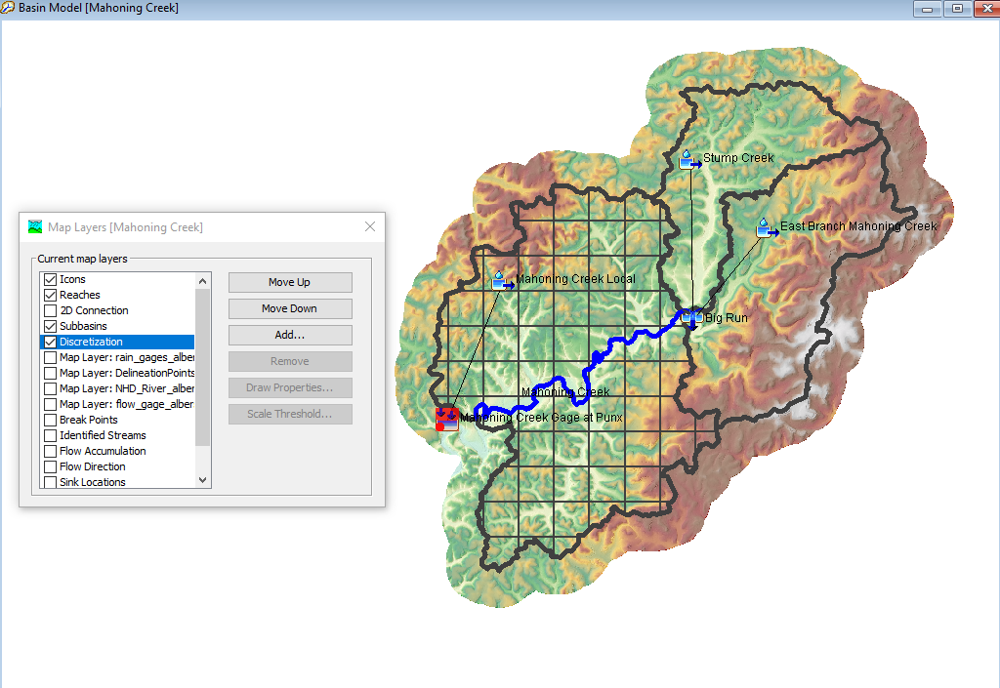 Basin Model [Mahoning Creek]
Stump Creek
East Branch Mahoning Creek
Map Layers [Mahoning Creek]
Current map layers
Icons
Reaches
2D Connection
Subbasins
Discretization
Map Layer: rain_gages_alber
Map Layer: DelineationPoints
Map Layer: NHD_River_alber
Map Layer: flow_gage_alber
Break Points
Identified Streams
Flow Accumulation
Flow Direction
Sink Locations
Move Up
Move Down
Add...
Remove
Draw Properties...
Scale Threshold...
Mahoning Creek Local
Big Run
Mahoning Creek
Mahoning Creek Gage at Punx